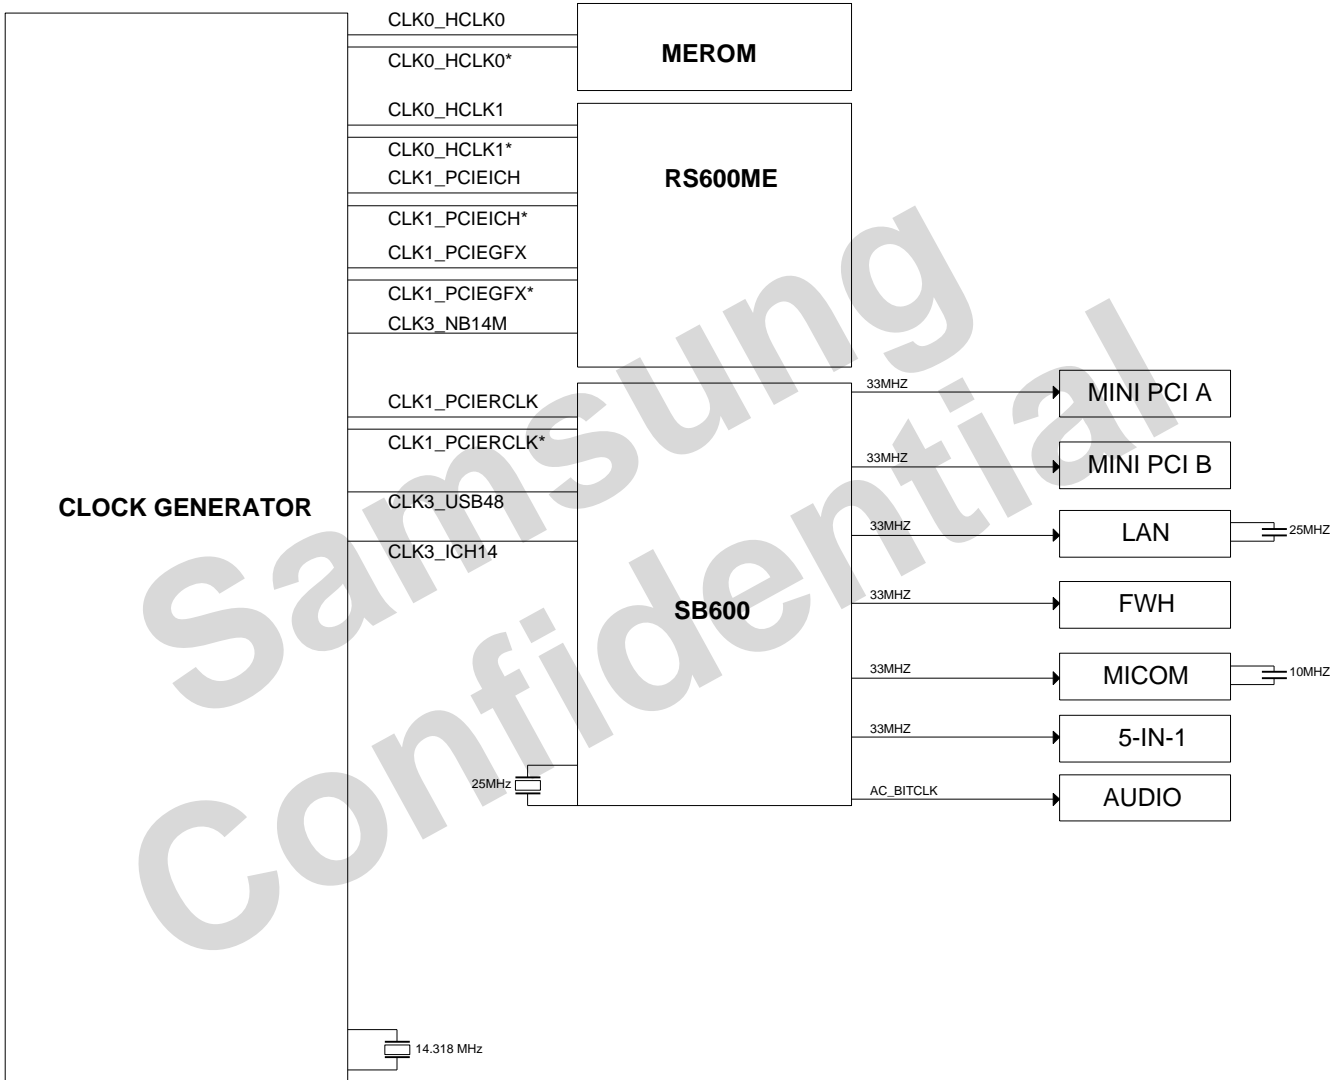 CLK0_HCLK0
CLK0_HCLK0*
MEROM
CLK0_HCLK1
CLK0_HCLK1*
CLK1_PCIEICH
CLK1_PCIEICH*
CLK1_PCIEGFX
CLK1_PCIEGFX*
CLK3_NB14M
RS600ME
CLK1_PCIERCLK
CLK1_PCIERCLK*
CLK3_USB48
CLK3_ICH14
CLOCK GENERATOR
SB600
33MHZ
MINI PCI A
33MHZ
MINI PCI B
33MHZ
LAN
25MHZ
33MHZ
FWH
33MHZ
MICOM
10MHZ
33MHZ
5-IN-1
AC_BITCLK
AUDIO
25MHz
14.318 MHz
Samsung
Confidential